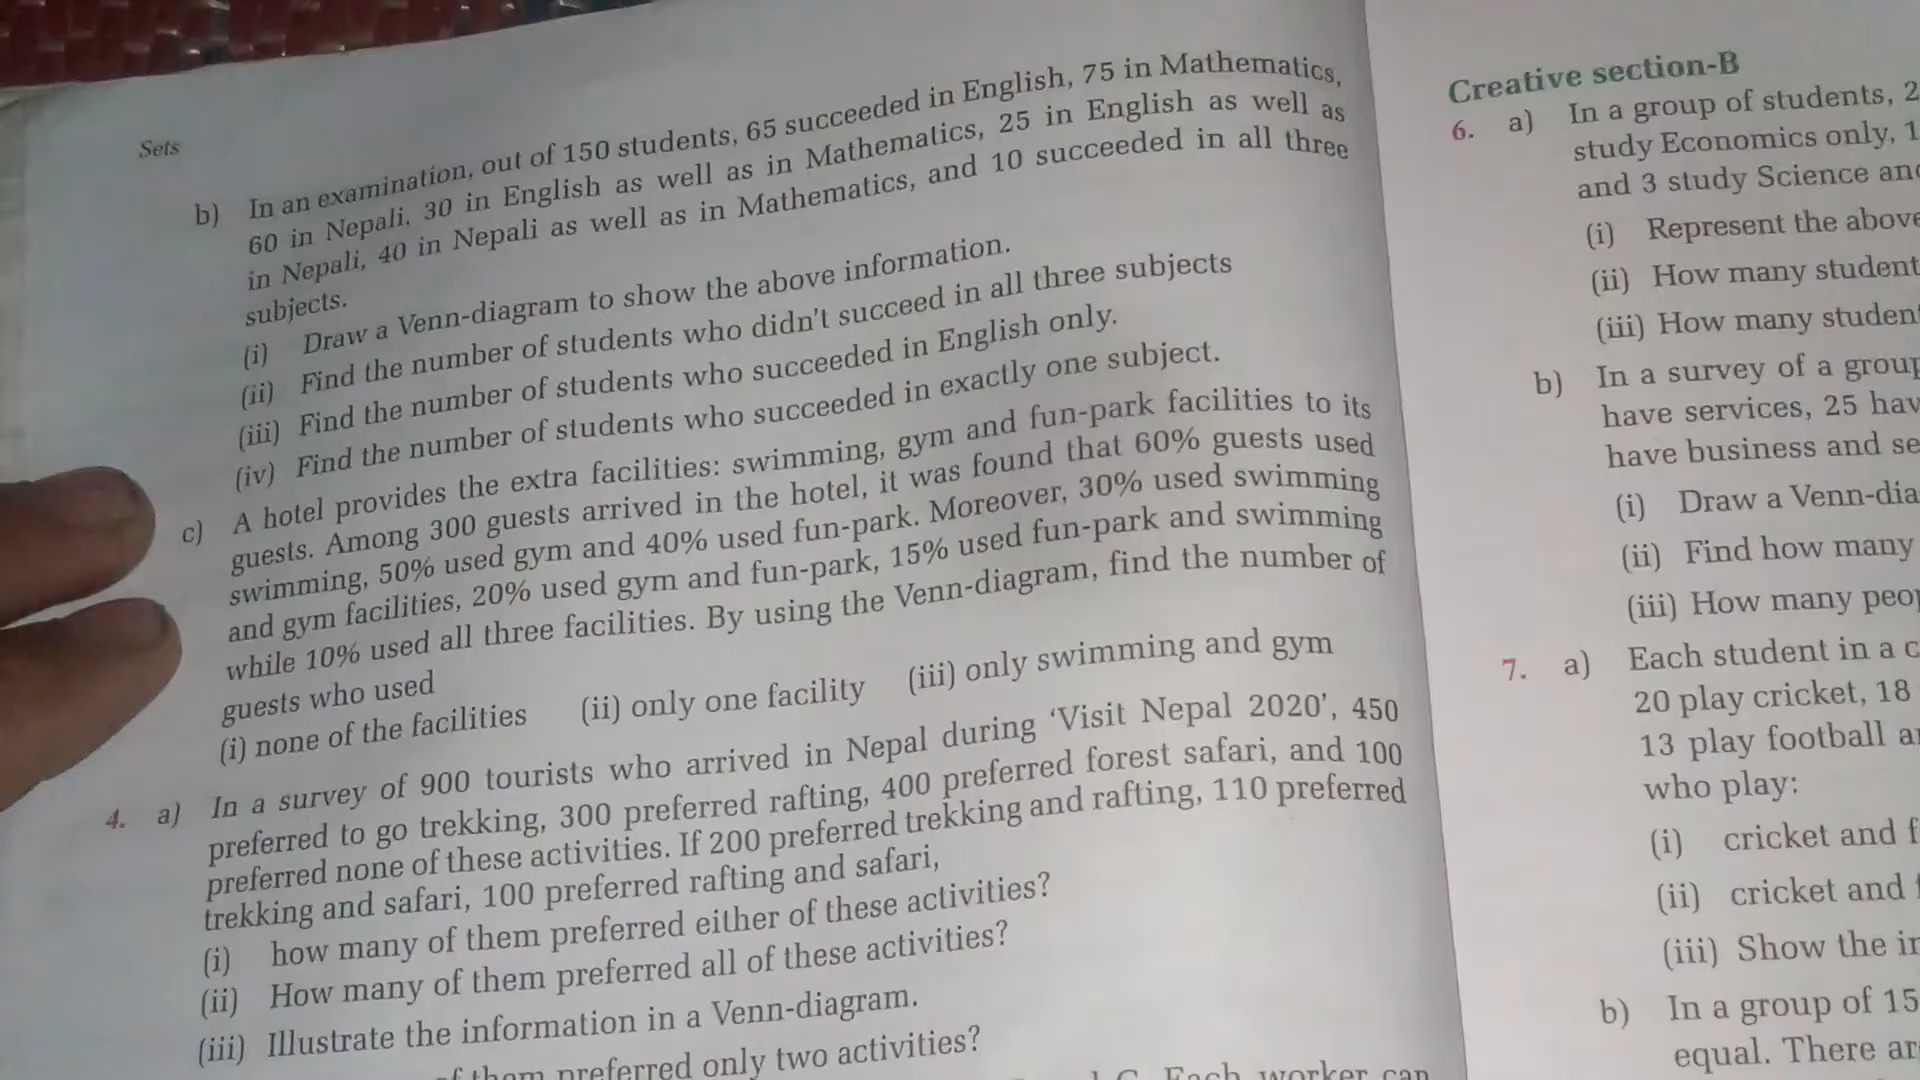 Sets
b) In an examination, out of 150 students, 65 succeeded in English, 75 in Mathematics,
60 in Nepali, 30 in English as well as in Mathematics, 25 in English as well as
in Nepali, 40 in Nepali as well as in Mathematics, and 10 succeeded in all three
subjects.
(i) Draw a Venn-diagram to show the above information.
(ii) Find the number of students who didn't succeed in all three subjects
(iii) Find the number of students who succeeded in English only.
(iv) Find the number of students who succeeded in exactly one subject.
c) A hotel provides the extra facilities: swimming, gym and fun-park facilities to its
guests. Among 300 guests arrived in the hotel, it was found that 60% guests used
swimming, 50% used gym and 40% used fun-park. Moreover, 30% used swimming
and gym facilities, 20% used gym and fun-park, 15% used fun-park and swimming
while 10% used all three facilities. By using the Venn-diagram, find the number of
guests who used
(i) none of the facilities (ii) only one facility (iii) only swimming and gym
4. a) In a survey of 900 tourists who arrived in Nepal during ‘Visit Nepal 2020’, 450
preferred to go trekking, 300 preferred rafting, 400 preferred forest safari, and 100
preferred none of these activities. If 200 preferred trekking and rafting, 110 preferred
trekking and safari, 100 preferred rafting and safari,
(i) how many of them preferred either of these activities?
(ii) How many of them preferred all of these activities?
(iii) Illustrate the information in a Venn-diagram.
of them preferred only two activities?
Each worker can
Creative section-B
6. a) In a group of students, 2
study Economics only, 1
and 3 study Science
(i) Represent the above
(ii) How many student
(iii) How many student
b) In a survey of a group
have services, 25
have business and
(i) Draw a
(ii) Find how many
(iii) How many
7. a) Each student in a
20 play cricket, 18
13 play football
who play:
(i) cricket and
(ii) cricket and
(iii) Show the
b) In a group of 15
equal. There